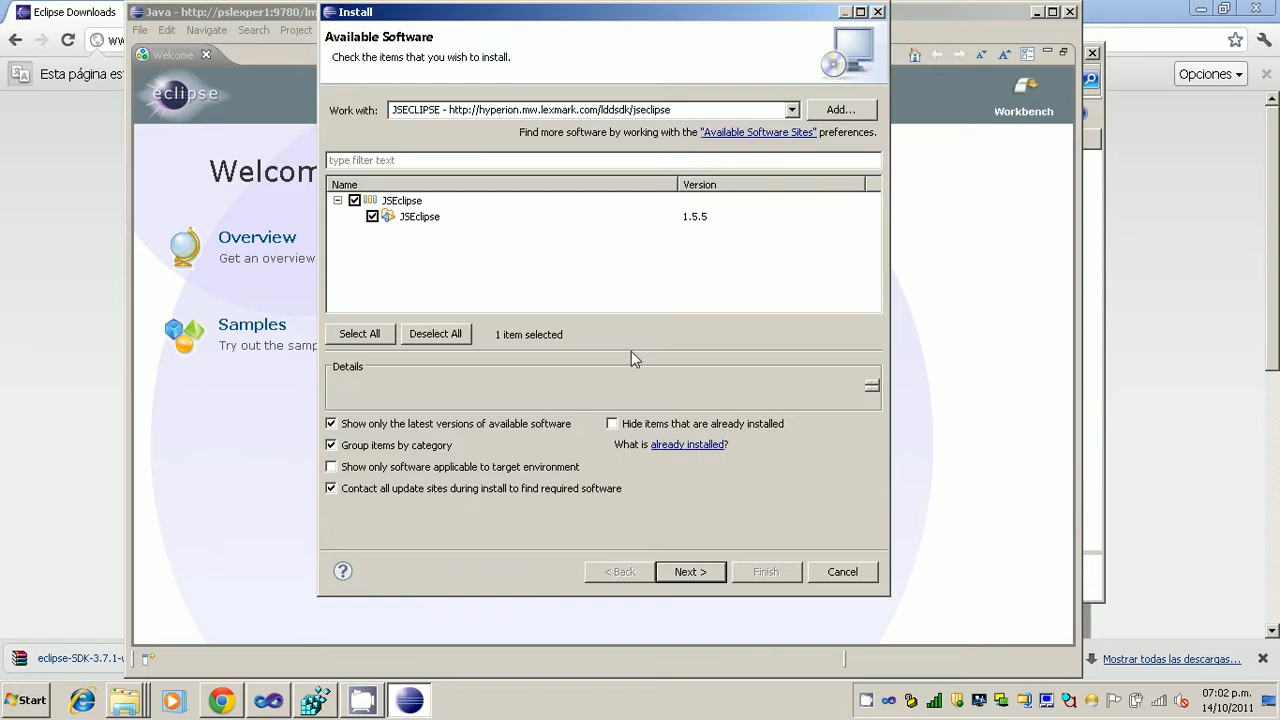 Eclipse Downloads
Java - http://pslexper1:9780/lm
Install
File Edit Navigate Search Project
Available Software
Check the items that you wish to install.
Welcome
Esta página es
Opciones
eclipse
Workbench
Work with: JSECLIPSE - http://hyperion.mw.lexmark.com/lddsdk/jseclipse Add...
Find more software by working with the "Available Software Sites" preferences.
type filter text
Welcom
Name Version
JSEclipse
JSEclipse 1.5.5
Overview
Get an overview
Samples
Try out the samp
Select All Deselect All 1 item selected
Details
Show only the latest versions of available software Hide items that are already installed
Group items by category What is already installed?
Show only software applicable to target environment
Contact all update sites during install to find required software
? < Back Next > Finish Cancel
eclipse-SDK-3.7.1-
Mostrar todas las descargas...
Start
07:02 p.m.
14/10/2011